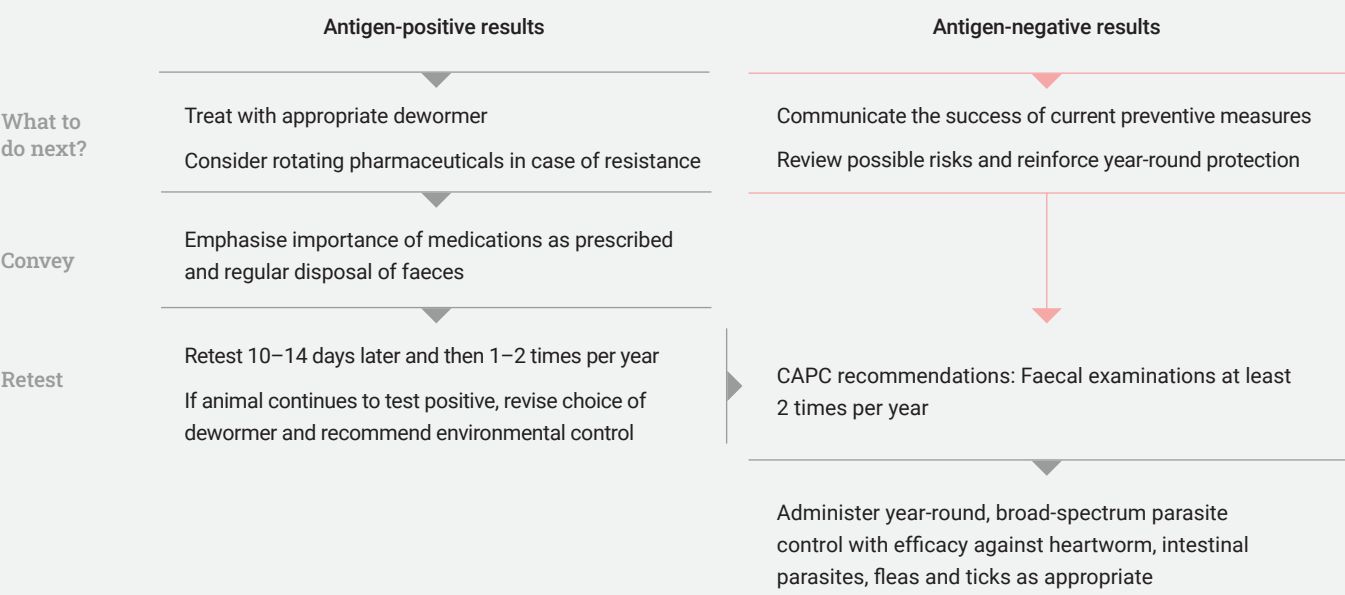 Antigen-positive results
Antigen-negative results
What to
do next?
Treat with appropriate dewormer
Consider rotating pharmaceuticals in case of resistance
Communicate the success of current preventive measures
Review possible risks and reinforce year-round protection
Convey
Emphasise importance of medications as prescribed
and regular disposal of faeces
Retest
Retest 10–14 days later and then 1–2 times per year
If animal continues to test positive, revise choice of
dewormer and recommend environmental control
CAPC recommendations: Faecal examinations at least
2 times per year
Administer year-round, broad-spectrum parasite
control with efficacy against heartworm, intestinal
parasites, fleas and ticks as appropriate